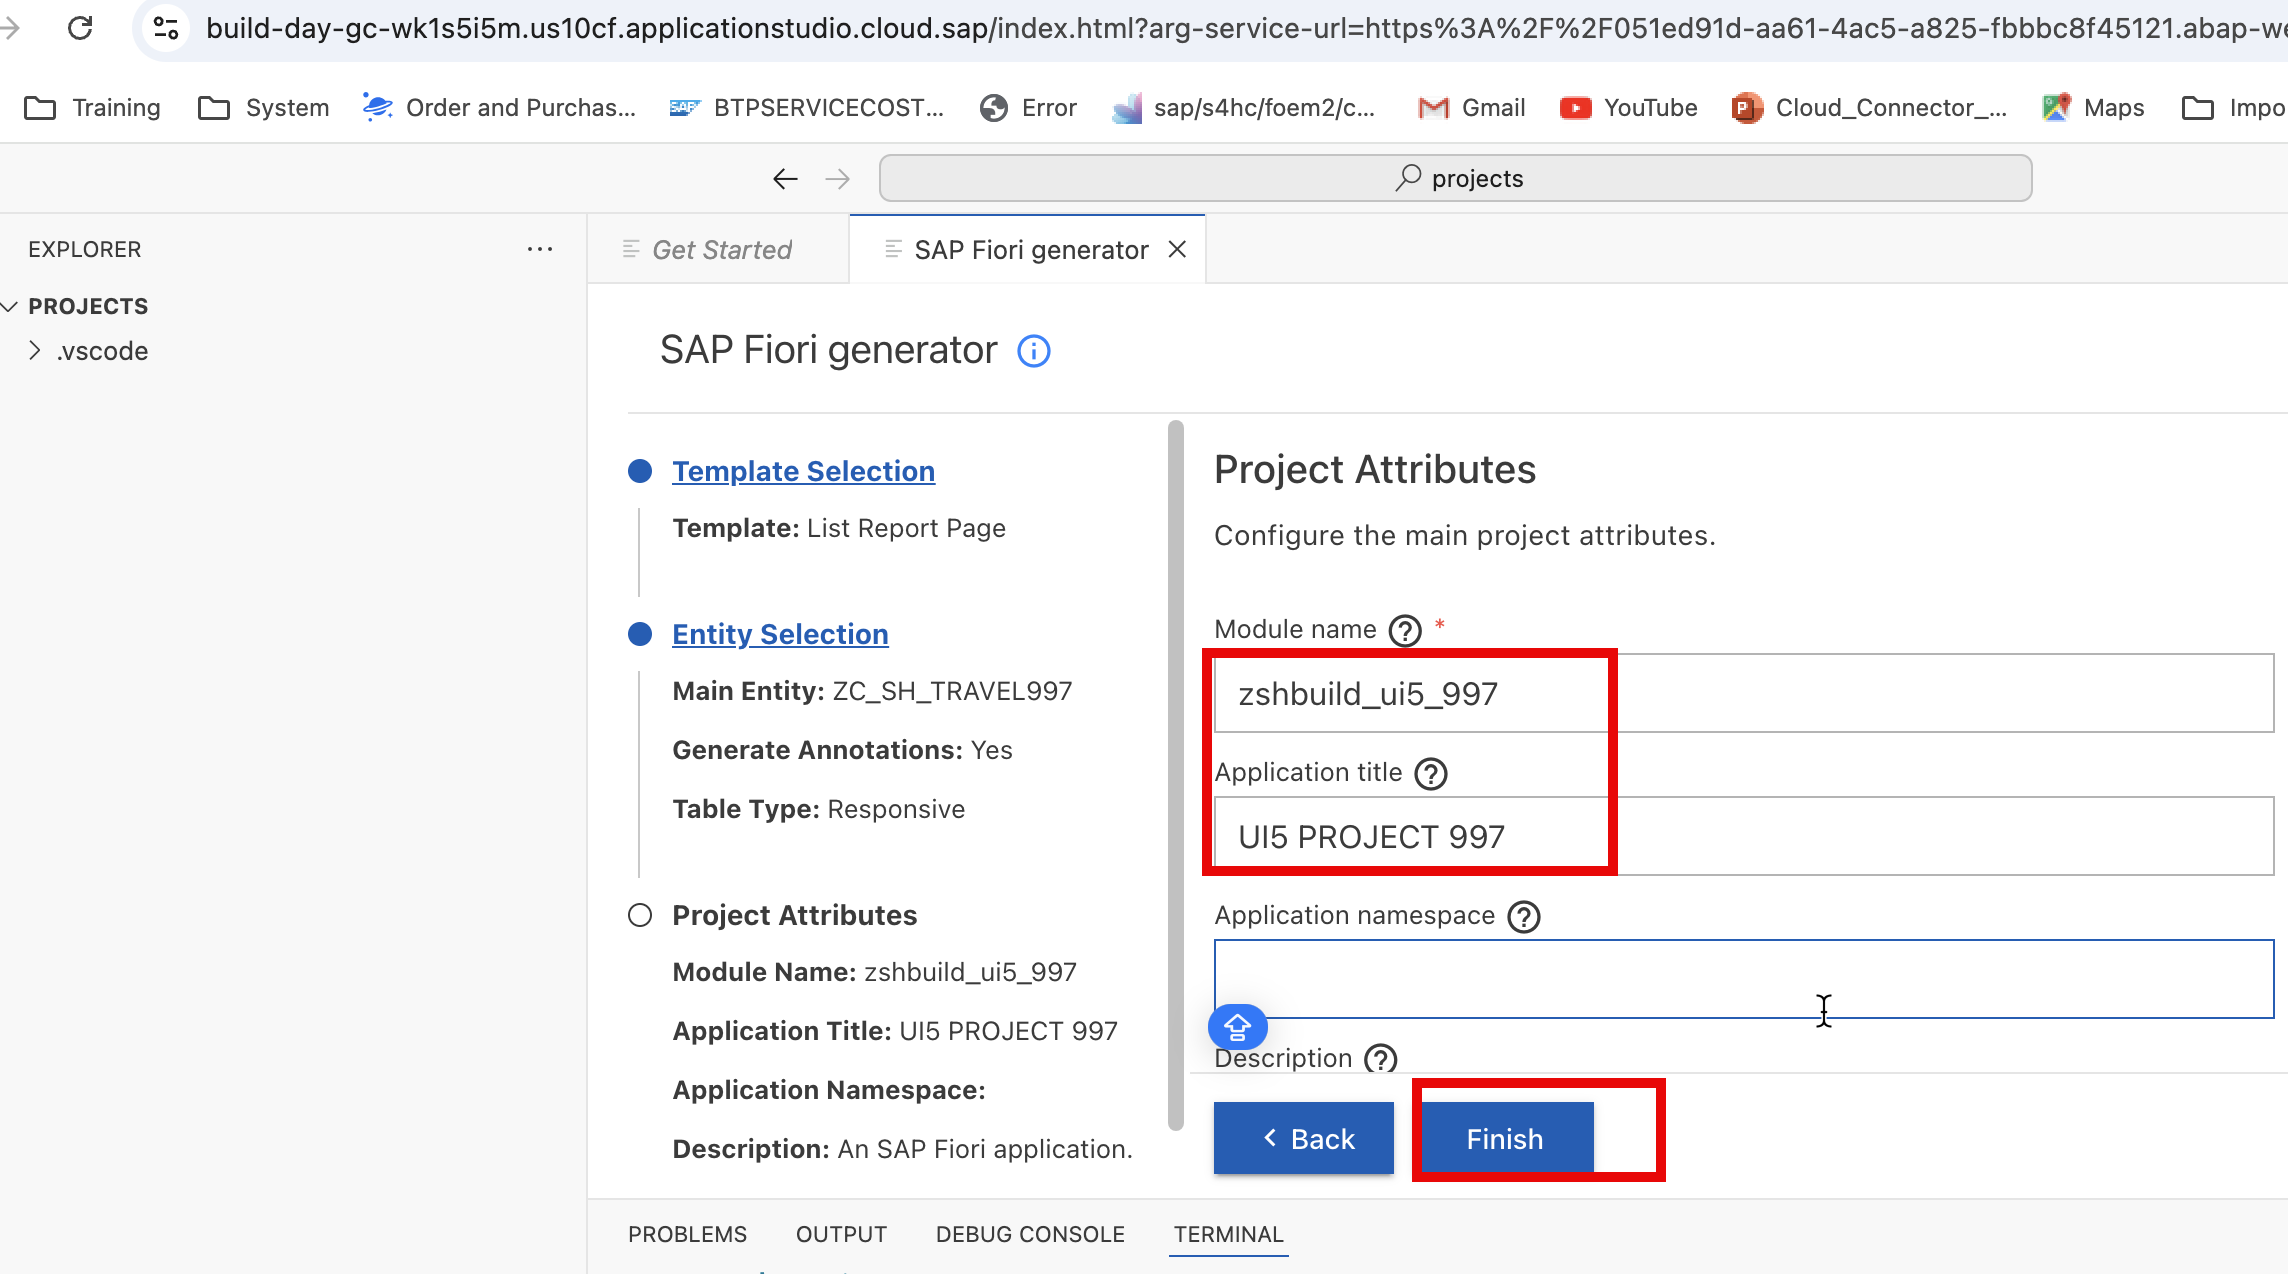 build-day-gc-wk1s5i5m.us10cf.applicationstudio.cloud.sap/index.html?arg-service-url=https%3A%2F%2F051ed91d-aa61-4ac5-a825-fbbbc8f45121.abap-we
Training System Order and Purchas... SAP BTPSERVICECOST... Error sap/s4hc/foem2/c... Gmail YouTube Cloud_Connector_... Maps Impo
projects
EXPLORER ... Get Started SAP Fiori generator
PROJECTS
.vscode
SAP Fiori generator
Template Selection
Template: List Report Page
Entity Selection
Main Entity: ZC_SH_TRAVEL997
Generate Annotations: Yes
Table Type: Responsive
Project Attributes
Module Name: zshbuild_ui5_997
Application Title: UI5 PROJECT 997
Application Namespace:
Description: An SAP Fiori application.
Project Attributes
Configure the main project attributes.
Module name ? *
zshbuild_ui5_997
Application title ?
UI5 PROJECT 997
Application namespace ?
Description ?
< Back Finish
PROBLEMS OUTPUT DEBUG CONSOLE TERMINAL